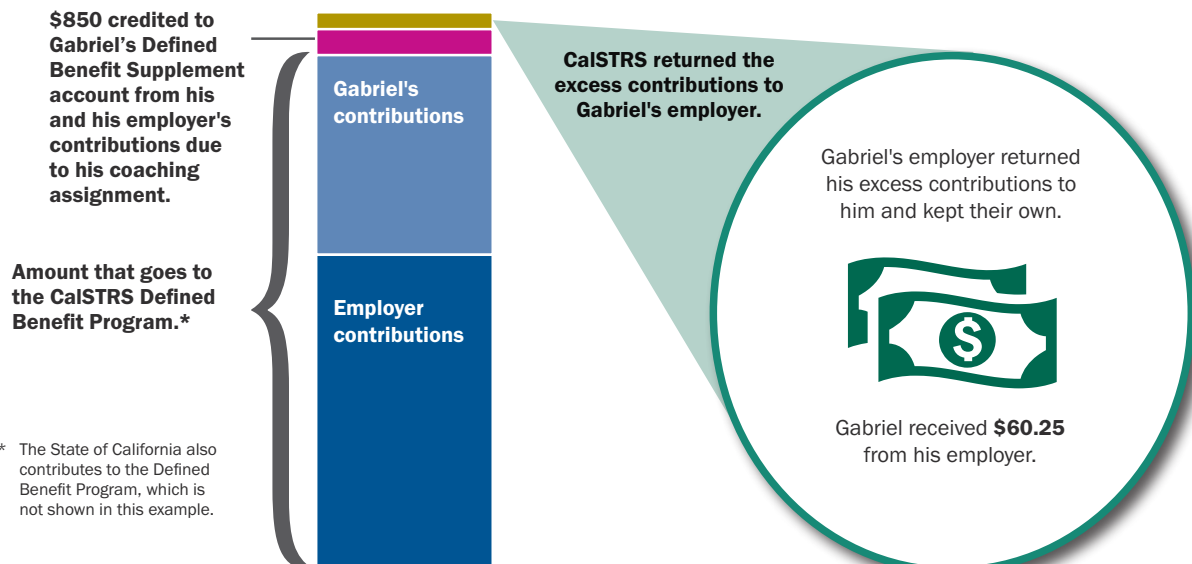 $850 credited to
Gabriel’s Defined
Benefit Supplement
account from his
and his employer's
contributions due
to his coaching
assignment.
Amount that goes to
the CalSTRS Defined
Benefit Program.*
* The State of California also
contributes to the Defined
Benefit Program, which is
not shown in this example.
Gabriel's
contributions
Employer
contributions
CalSTRS returned the
excess contributions to
Gabriel's employer.
Gabriel's employer returned
his excess contributions to
him and kept their own.
$
Gabriel received $60.25
from his employer.